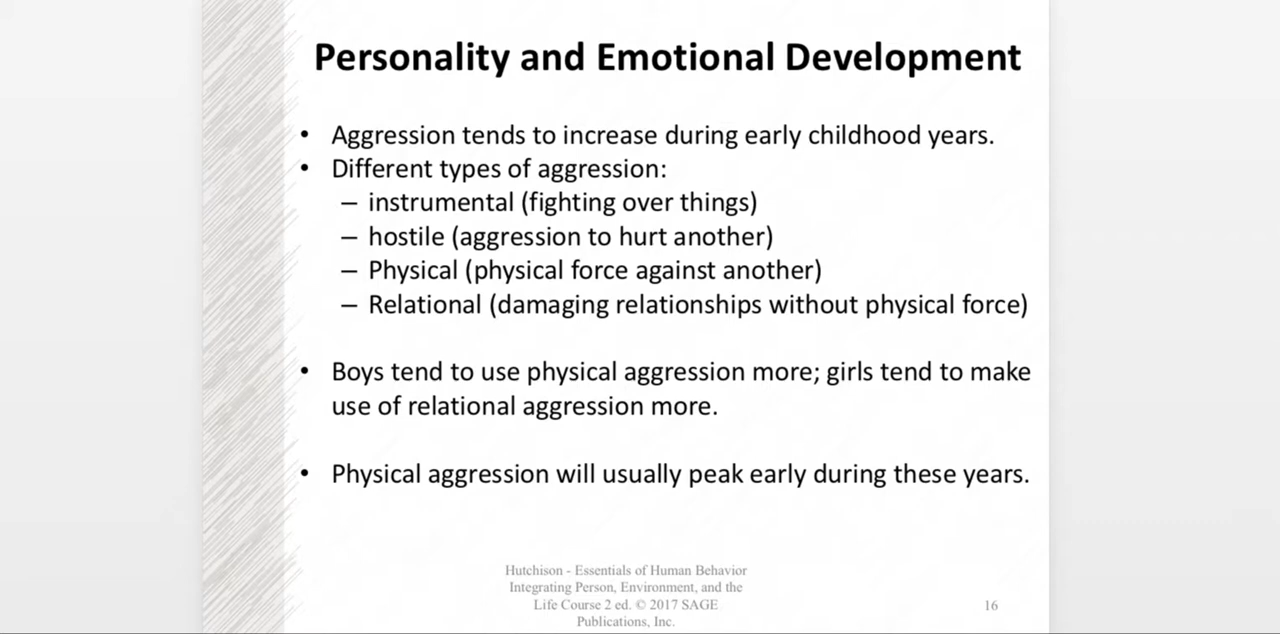 Personality and Emotional Development
• Aggression tends to increase during early childhood years.
• Different types of aggression:
– instrumental (fighting over things)
– hostile (aggression to hurt another)
– Physical (physical force against another)
– Relational (damaging relationships without physical force)
• Boys tend to use physical aggression more; girls tend to make
use of relational aggression more.
• Physical aggression will usually peak early during these years.
Hutchison - Essentials of Human Behavior
Integrating Person, Environment, and the
Life Course 2 ed. © 2017 SAGE
Publications, Inc.
16